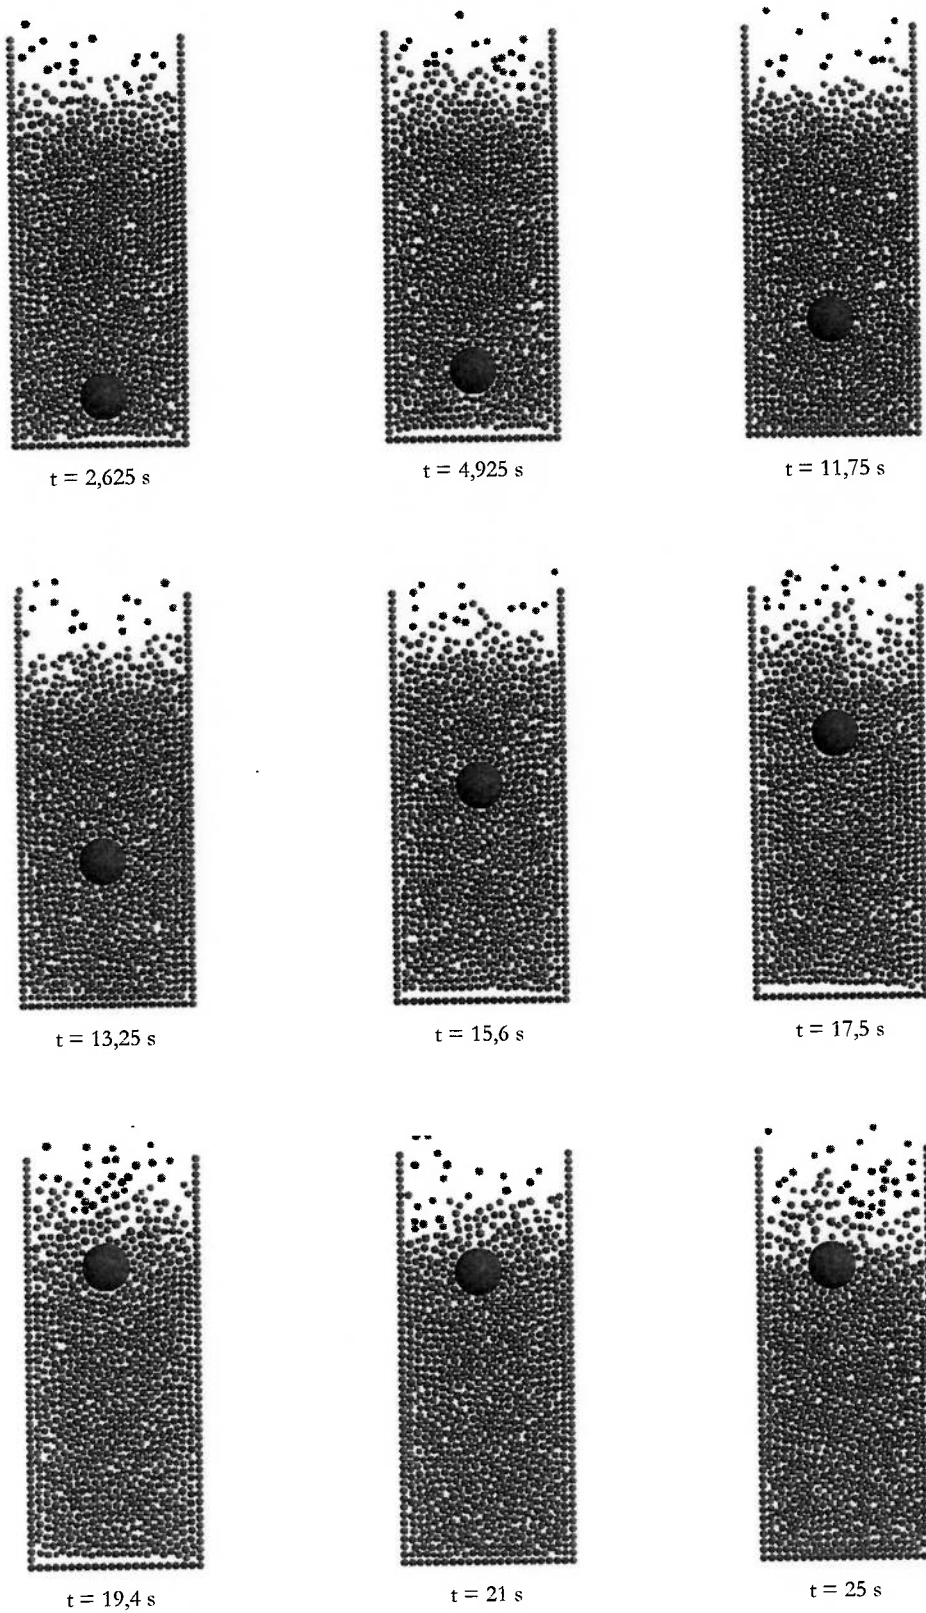 t = 2,625 s
t = 4,925 s
t = 11,75 s
t = 13,25 s
t = 15,6 s
t = 17,5 s
t = 19,4 s
t = 21 s
t = 25 s